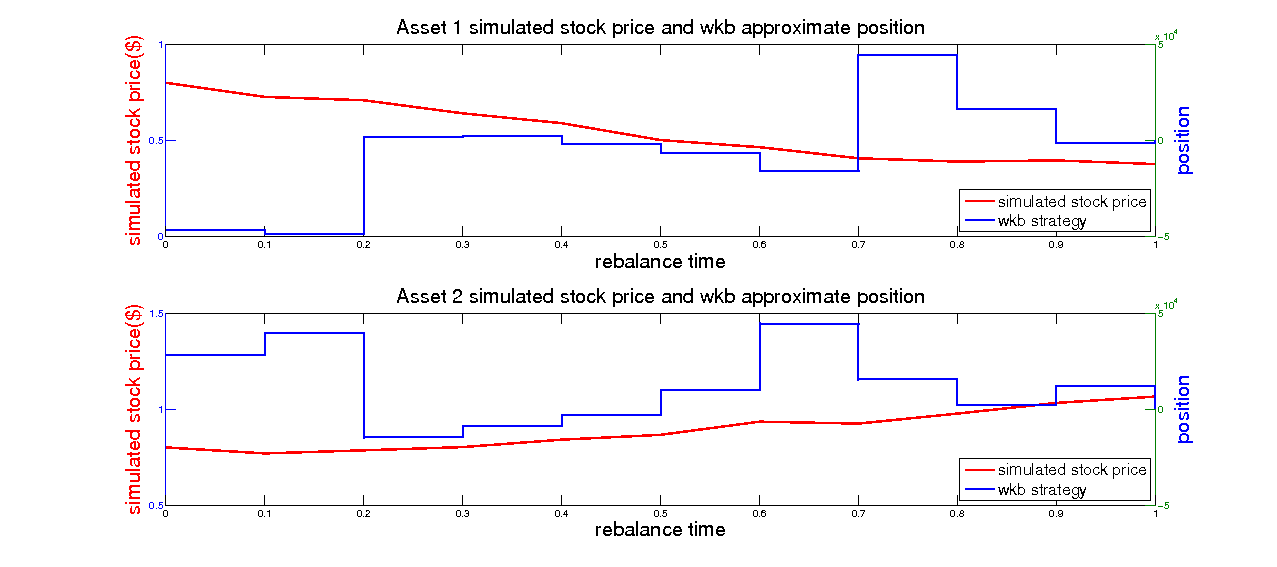 Asset 1 simulated stock price and wkb approximate position
x 10^4
simulated stock price($)
1
0.5
0
5
0
-5
position
simulated stock price
wkb strategy
0 0.1 0.2 0.3 0.4 0.5 0.6 0.7 0.8 0.9 1
rebalance time
Asset 2 simulated stock price and wkb approximate position
x 10^4
simulated stock price($)
1.5
1
0.5
5
0
-5
position
simulated stock price
wkb strategy
0 0.1 0.2 0.3 0.4 0.5 0.6 0.7 0.8 0.9 1
rebalance time